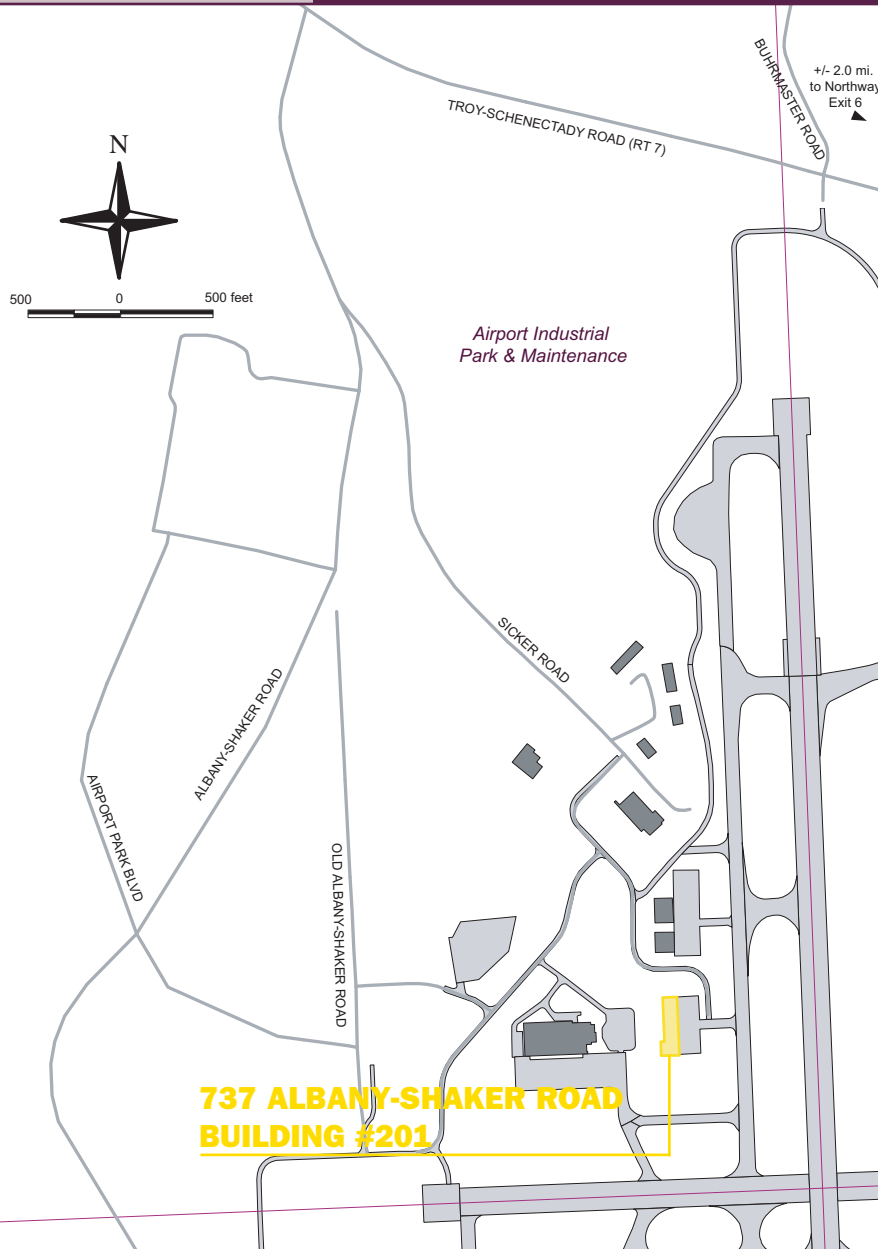 BUHRMASTER ROAD
+/- 2.0 mi.
to Northway
Exit 6
TROY-SCHENECTADY ROAD (RT 7)
N
500 0 500 feet
Airport Industrial
Park & Maintenance
SICKER ROAD
ALBANY-SHAKER ROAD
AIRPORT PARK BLVD
OLD ALBANY-SHAKER ROAD
737 ALBANY-SHAKER ROAD
BUILDING #201